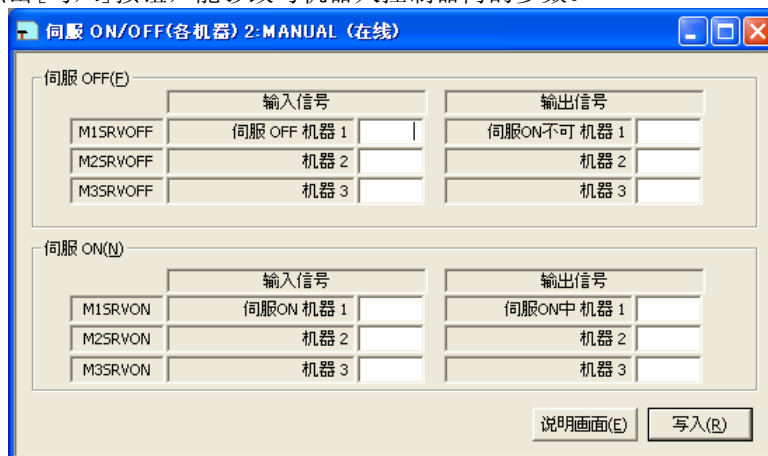 伺服 ON/OFF(各机器) 2:MANUAL (在线)
伺服 OFF(F)
输入信号 输出信号
M1SRVOFF 伺服 OFF 机器 1 伺服ON不可 机器 1
M2SRVOFF 机器 2 机器 2
M3SRVOFF 机器 3 机器 3
伺服 ON(N)
输入信号 输出信号
M1SRVON 伺服ON 机器 1 伺服ON中 机器 1
M2SRVON 机器 2 机器 2
M3SRVON 机器 3 机器 3
说明画面(E) 写入(R)